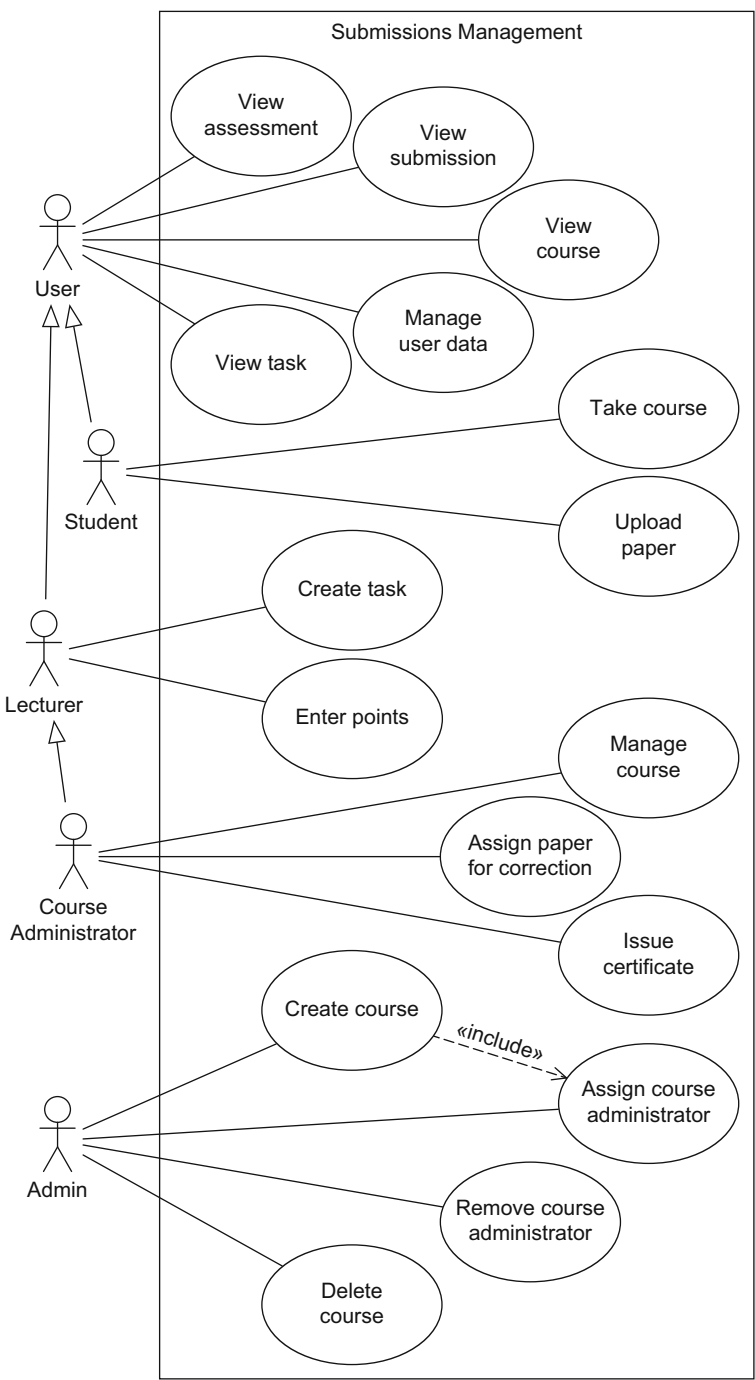 Submissions Management
View
assessment
View
submission
View
course
User
Manage
user data
View task
Take course
Student
Upload
paper
Create task
Lecturer
Enter points
Manage
course
Assign paper
for correction
Course
Administrator
Issue
certificate
Create course
«include»
Assign course
administrator
Admin
Remove course
administrator
Delete
course